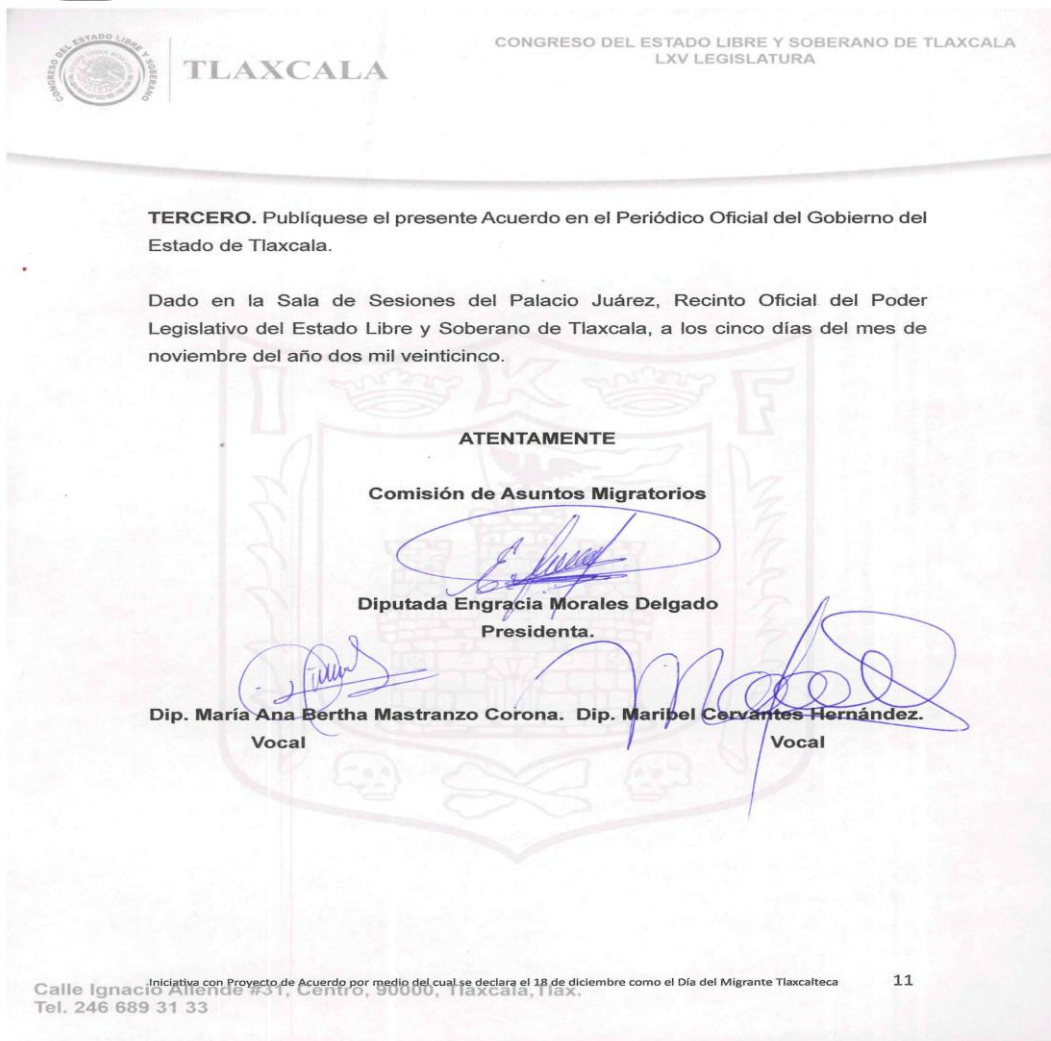 CONGRESO DEL ESTADO LIBRE Y SOBERANO
TLAXCALA
CONGRESO DEL ESTADO LIBRE Y SOBERANO DE TLAXCALA
LXV LEGISLATURA
TERCERO. Publíquese el presente Acuerdo en el Periódico Oficial del Gobierno del
Estado de Tlaxcala.
Dado en la Sala de Sesiones del Palacio Juárez, Recinto Oficial del Poder
Legislativo del Estado Libre y Soberano de Tlaxcala, a los cinco días del mes de
noviembre del año dos mil veinticinco.
I K F
ATENTAMENTE
Comisión de Asuntos Migratorios
Diputada Engracia Morales Delgado
Presidenta.
Dip. María Ana Bertha Mastranzo Corona. Dip. Maribel Cervantes Hernández.
Vocal Vocal
Iniciativa con Proyecto de Acuerdo por medio del cual se declara el 18 de diciembre como el Día del Migrante Tlaxcalteca 11
Calle Ignacio Allende #31, Centro, 90000, Tlaxcala,Tlax.
Tel. 246 689 31 33